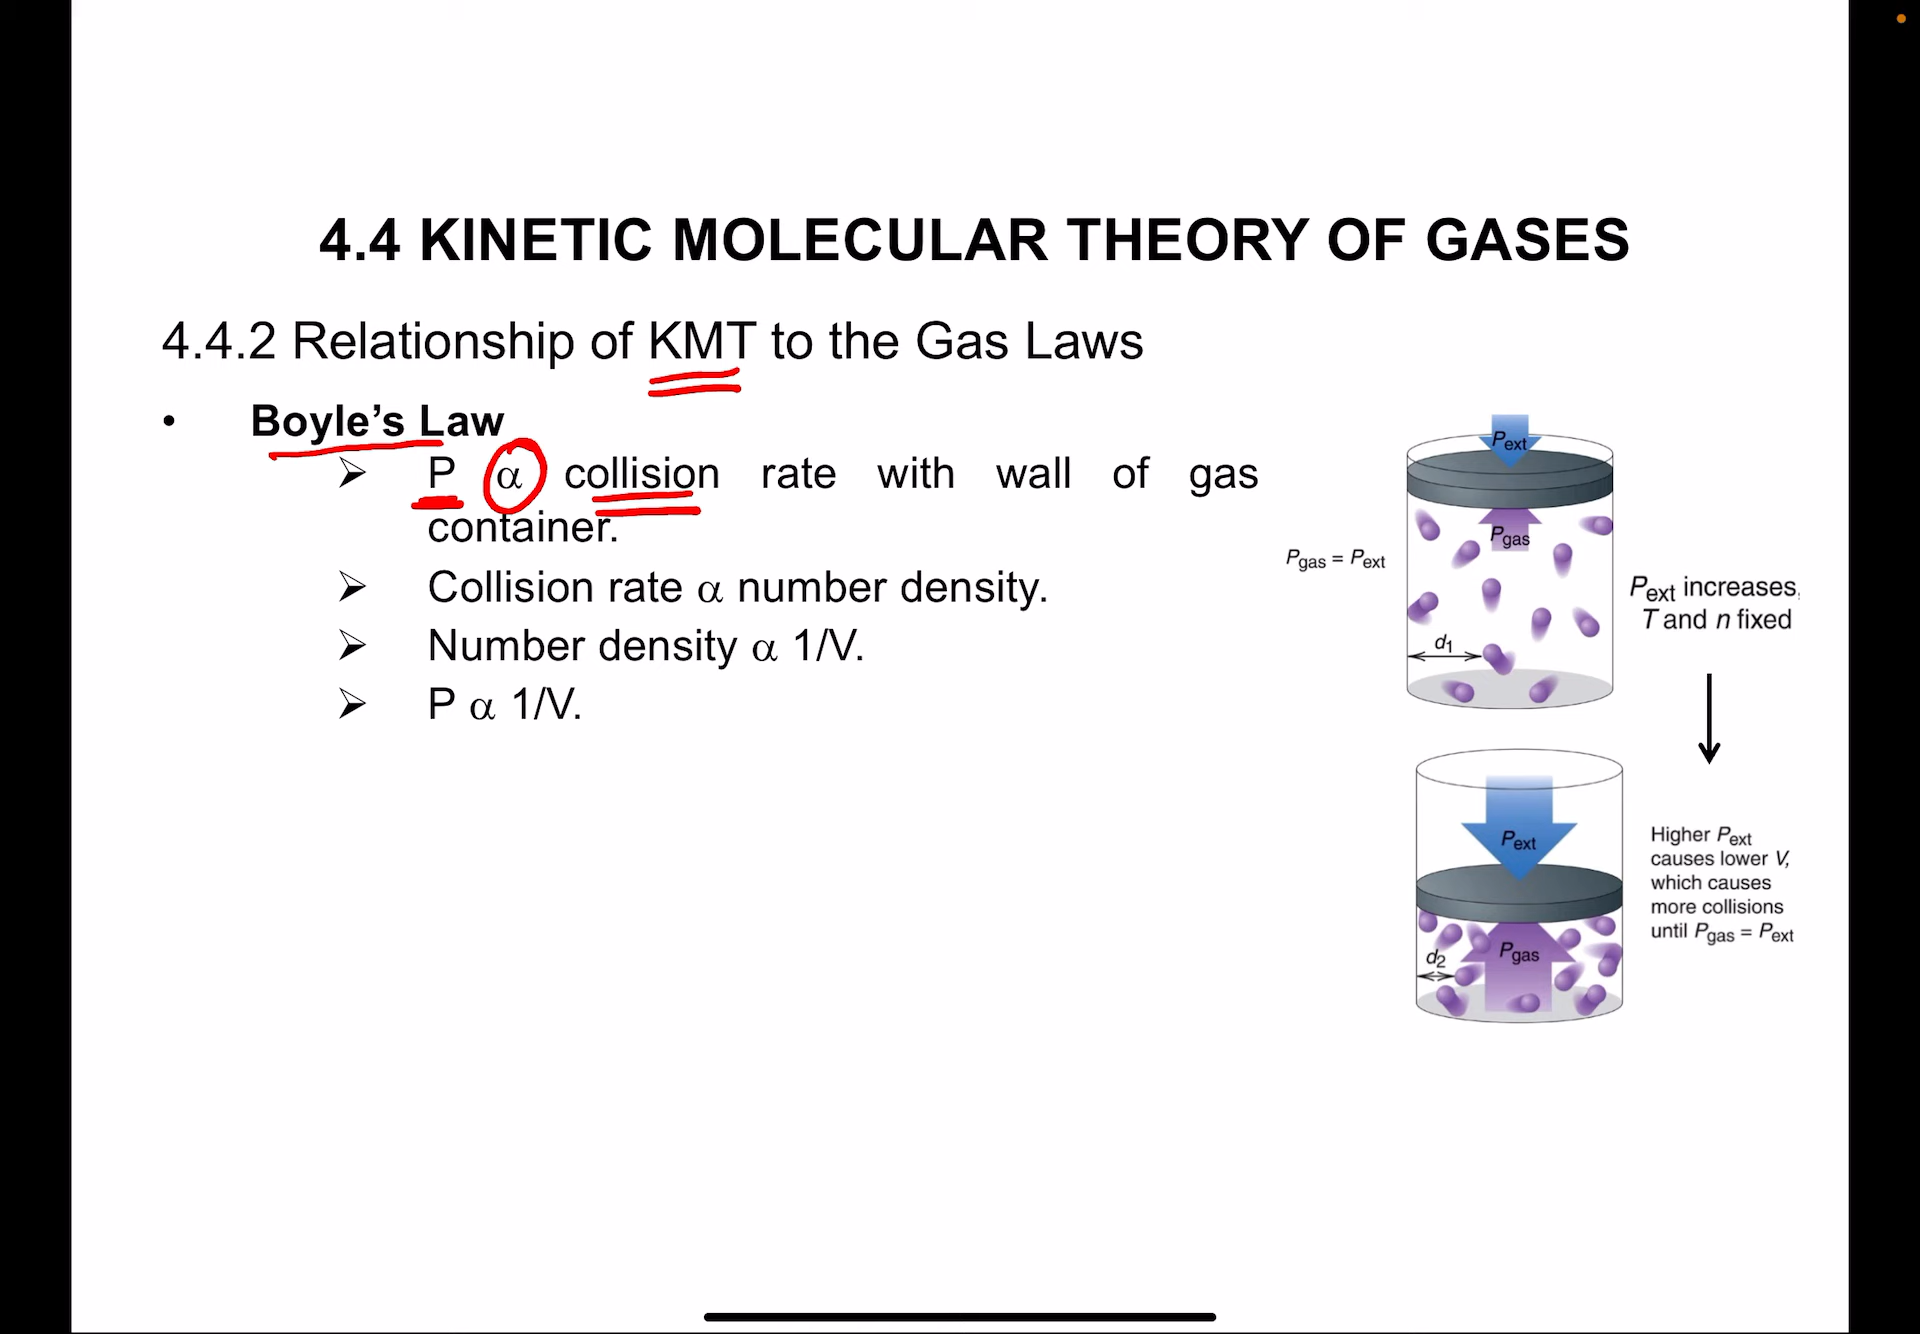 4.4 KINETIC MOLECULAR THEORY OF GASES
4.4.2 Relationship of KMT to the Gas Laws
• Boyle’s Law
➢ P α collision rate with wall of gas
container.
➢ Collision rate α number density.
➢ Number density α 1/V.
➢ P α 1/V.
Pext
Pgas
Pgas = Pext
d1
Pext increases,
T and n fixed
Pext
Pgas
d2
Higher Pext
causes lower V,
which causes
more collisions
until Pgas = Pext